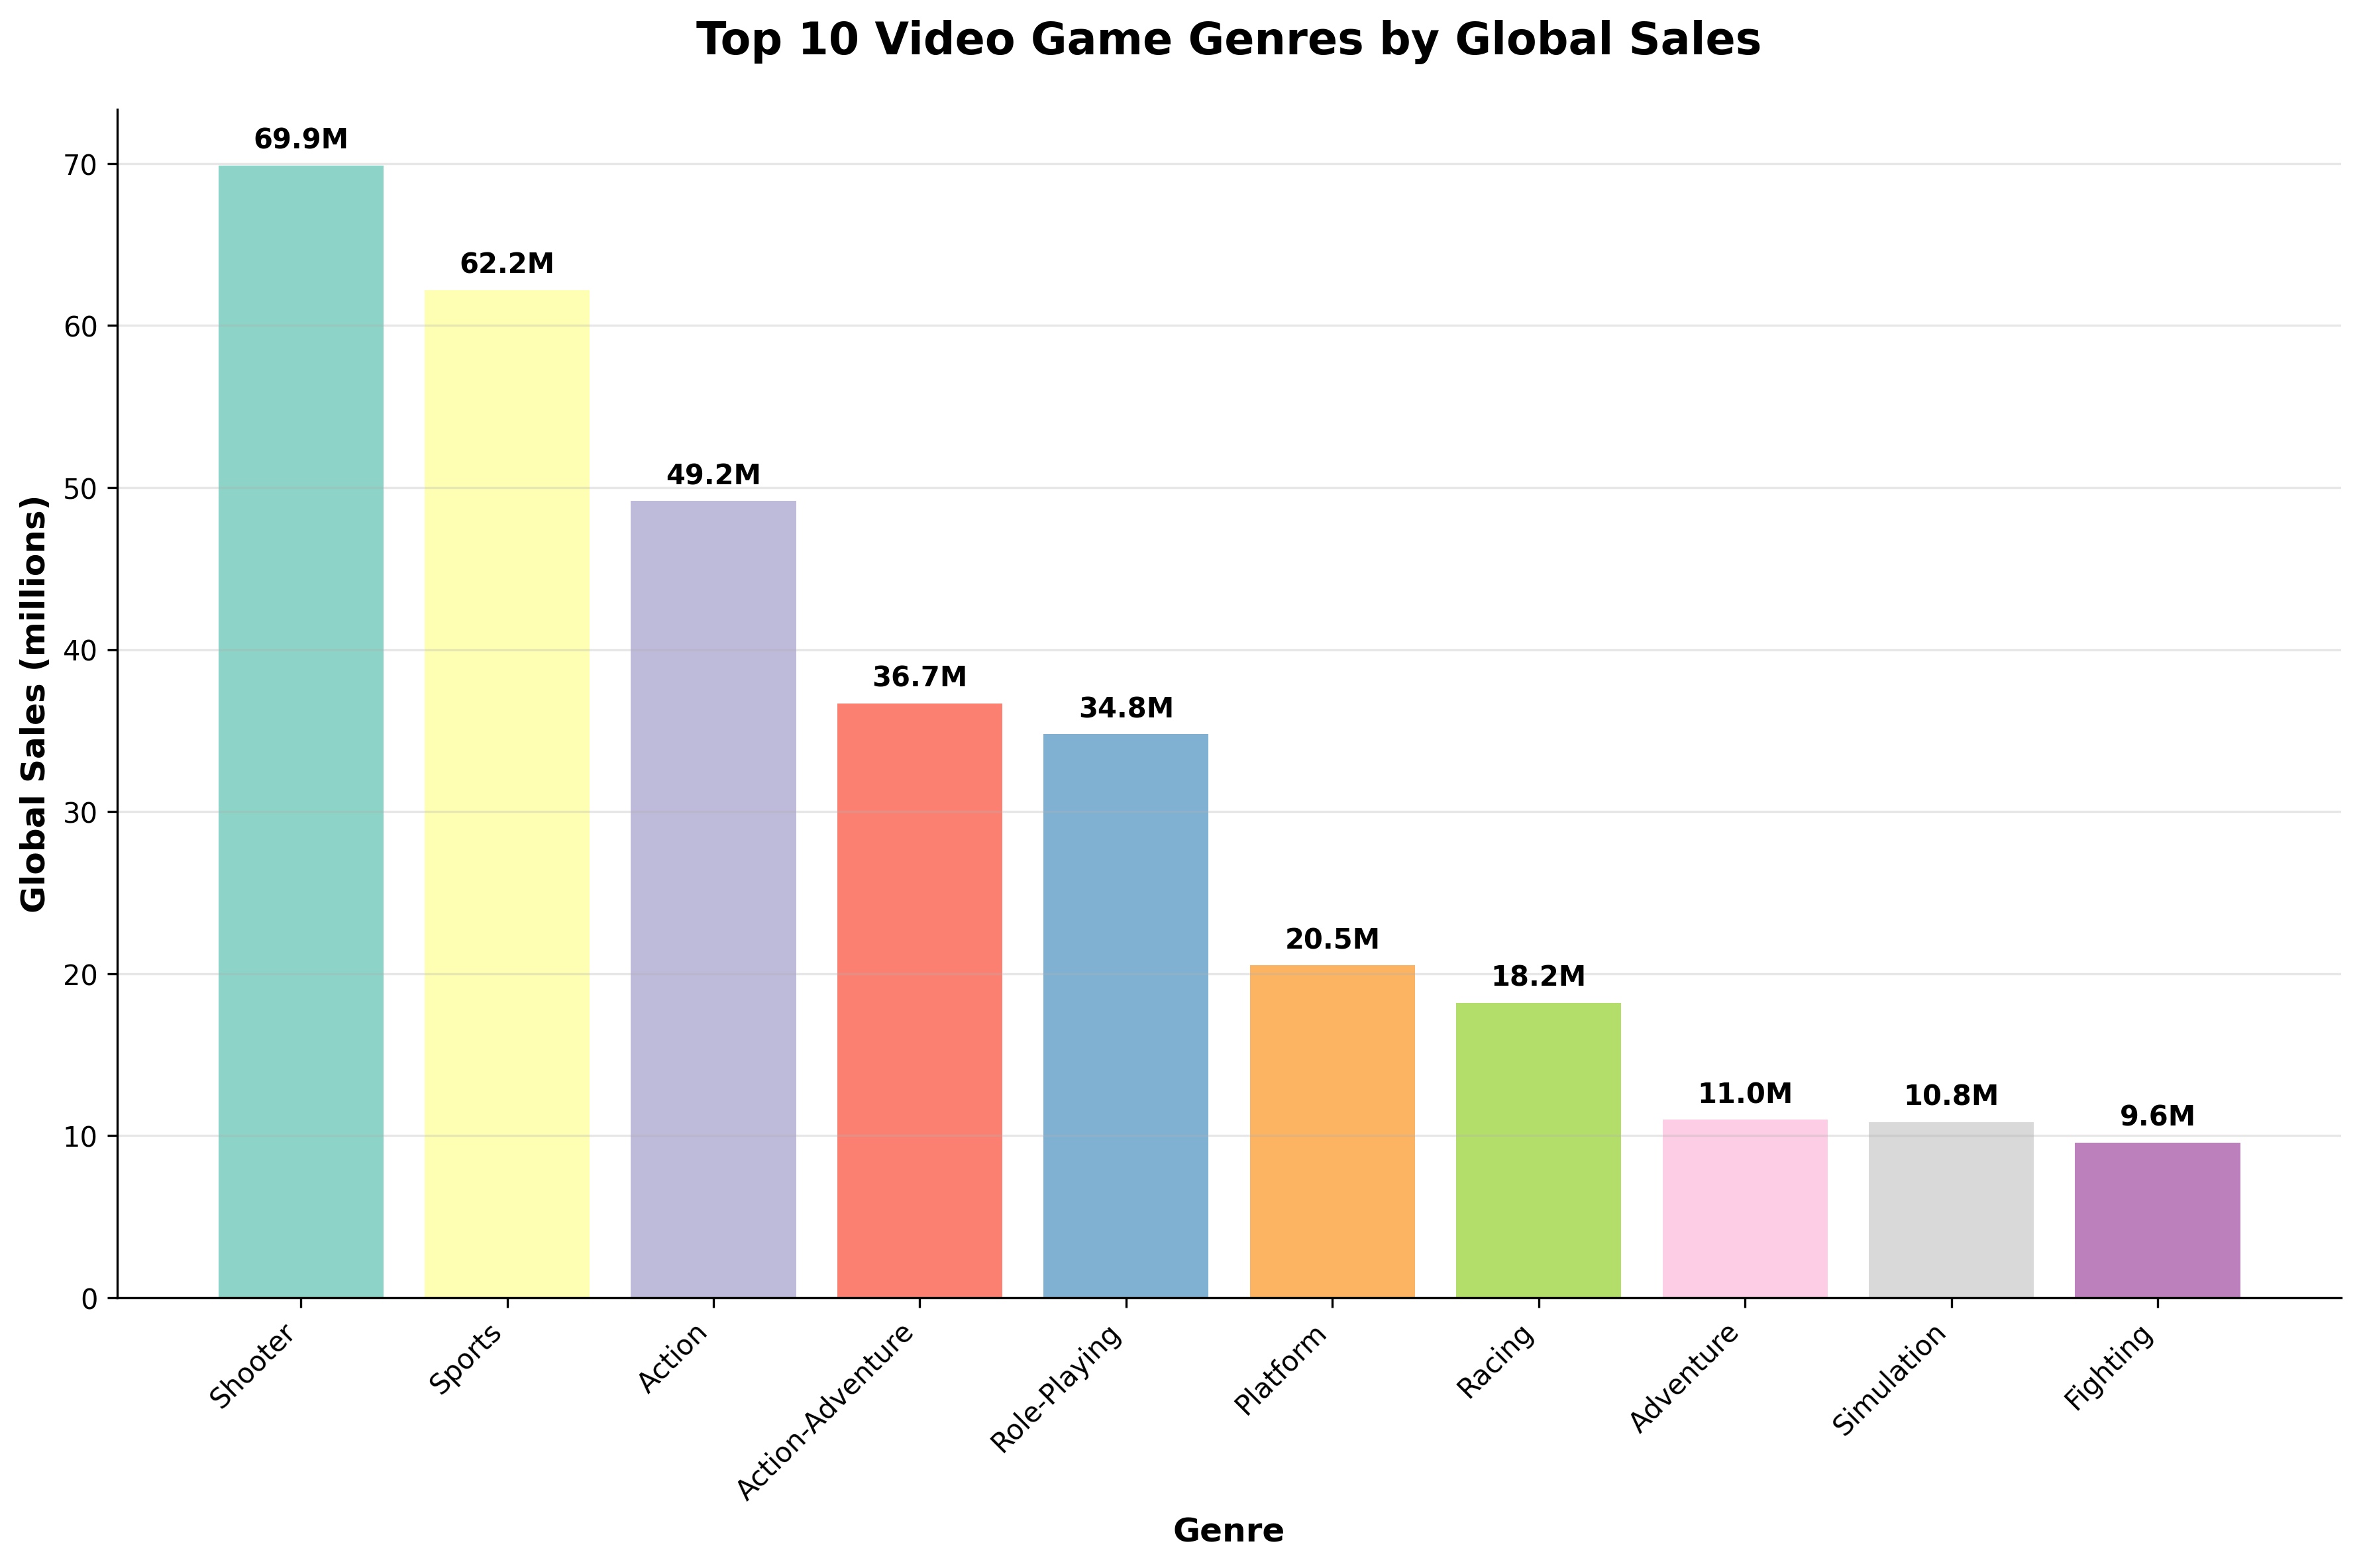 Top 10 Video Game Genres by Global Sales
Global Sales (millions)
70
60
50
40
30
20
10
0
69.9M
62.2M
49.2M
36.7M
34.8M
20.5M
18.2M
11.0M
10.8M
9.6M
Shooter
Sports
Action
Action-Adventure
Role-Playing
Platform
Racing
Adventure
Simulation
Fighting
Genre